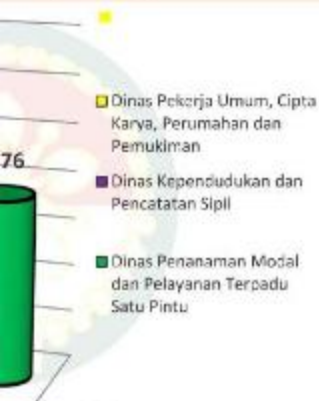 Dinas Pekerja Umum, Cipta
Karya, Perumahan dan
Pemukiman
76
Dinas Kependudukan dan
Pencatatan Sipil
Dinas Penanaman Modal
dan Pelayanan Terpadu
Satu Pintu